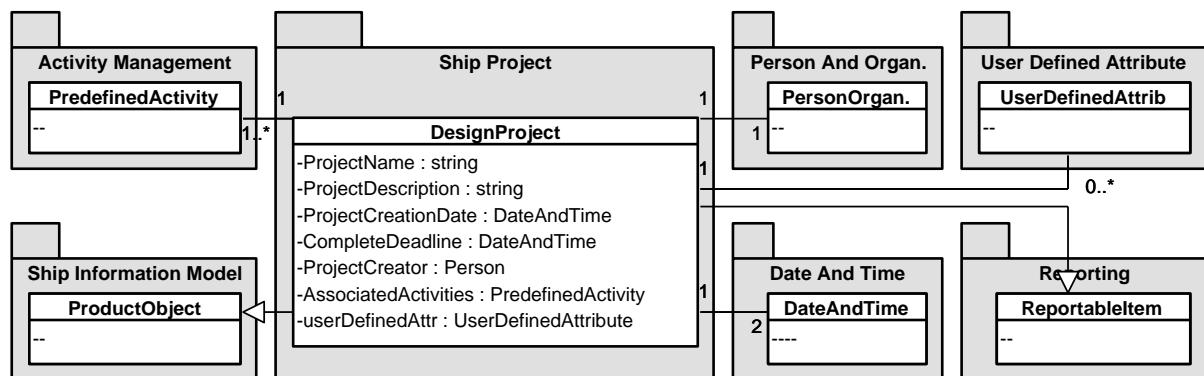 Activity Management
PredefinedActivity
--
1
1..*
Ship Project
DesignProject
-ProjectName : string
-ProjectDescription : string
-ProjectCreationDate : DateAndTime
-CompleteDeadline : DateAndTime
-ProjectCreator : Person
-AssociatedActivities : PredefinedActivity
-userDefinedAttr : UserDefinedAttribute
Person And Organ.
PersonOrgan.
--
1
1
User Defined Attribute
UserDefinedAttrib
--
1
0..*
Ship Information Model
ProductObject
--
Date And Time
DateAndTime
----
1
2
Reporting
ReportableItem
--